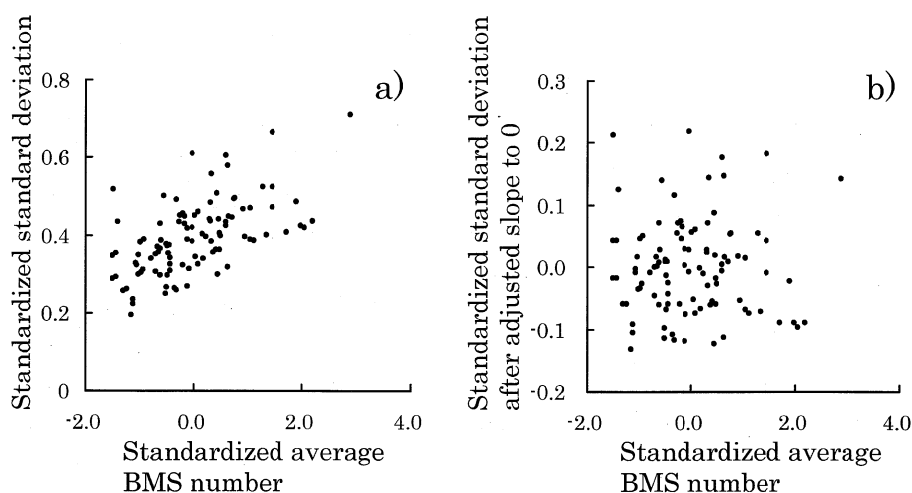 Standardized standard deviation
0.8
0.6
0.4
0.2
0
-2.0 0.0 2.0 4.0
Standardized average
BMS number
a)
Standardized standard deviation
after adjusted slope to 0
0.3
0.2
0.1
0.0
-0.1
-0.2
-2.0 0.0 2.0 4.0
Standardized average
BMS number
b)